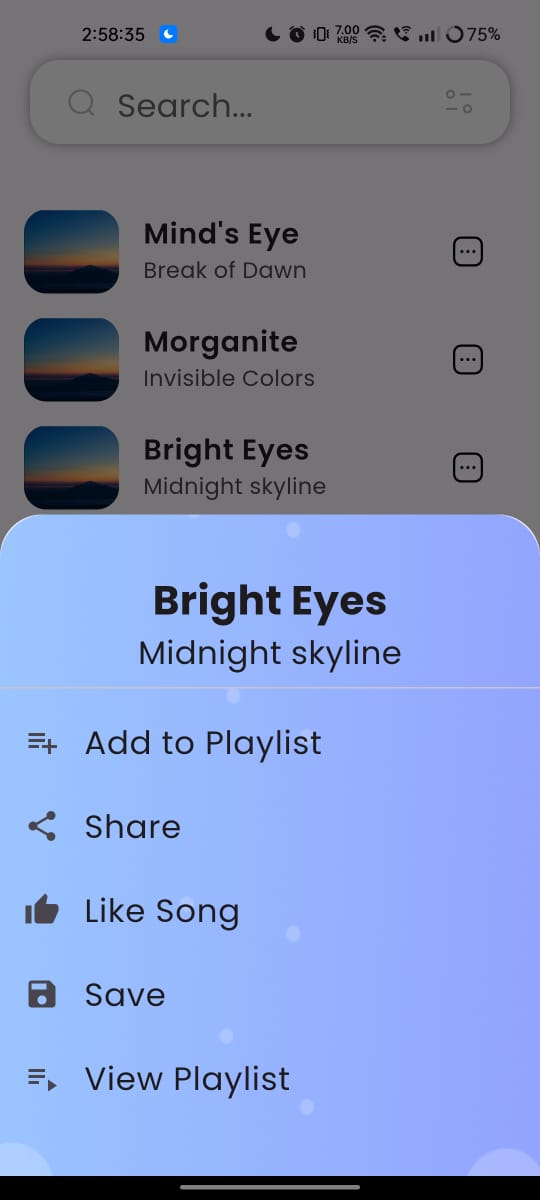 2:58:35
7.00
KB/S
75%
Search...
Mind's Eye
Break of Dawn
Morganite
Invisible Colors
Bright Eyes
Midnight skyline
Bright Eyes
Midnight skyline
Add to Playlist
Share
Like Song
Save
View Playlist